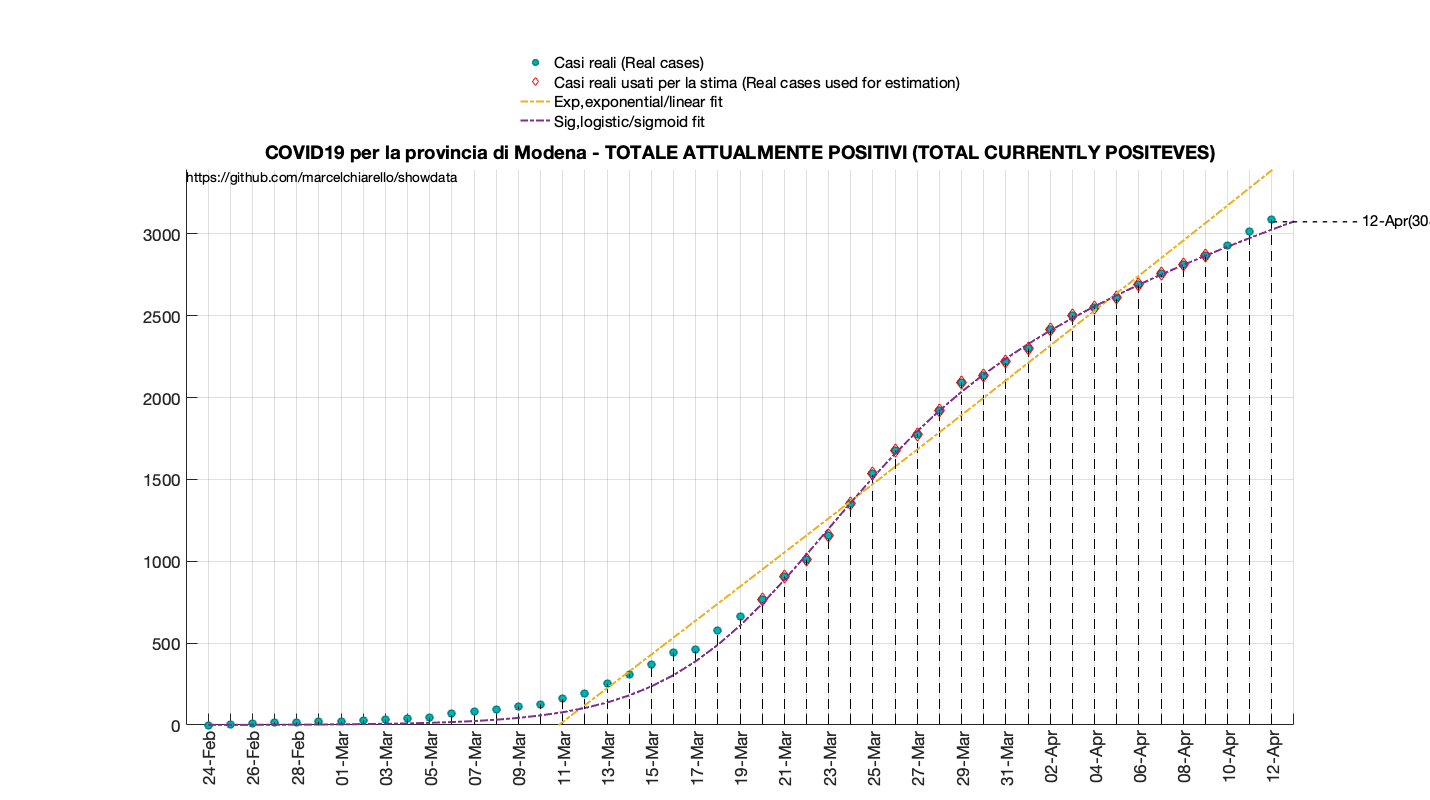 Casi reali (Real cases)
Casi reali usati per la stima (Real cases used for estimation)
Exp,exponential/linear fit
Sig,logistic/sigmoid fit
COVID19 per la provincia di Modena - TOTALE ATTUALMENTE POSITIVI (TOTAL CURRENTLY POSITEVES)
https://github.com/marcelchiarello/showdata
3000
2500
2000
1500
1000
500
0
12-Apr(30
24-Feb
26-Feb
28-Feb
01-Mar
03-Mar
05-Mar
07-Mar
09-Mar
11-Mar
13-Mar
15-Mar
17-Mar
19-Mar
21-Mar
23-Mar
25-Mar
27-Mar
29-Mar
31-Mar
02-Apr
04-Apr
06-Apr
08-Apr
10-Apr
12-Apr